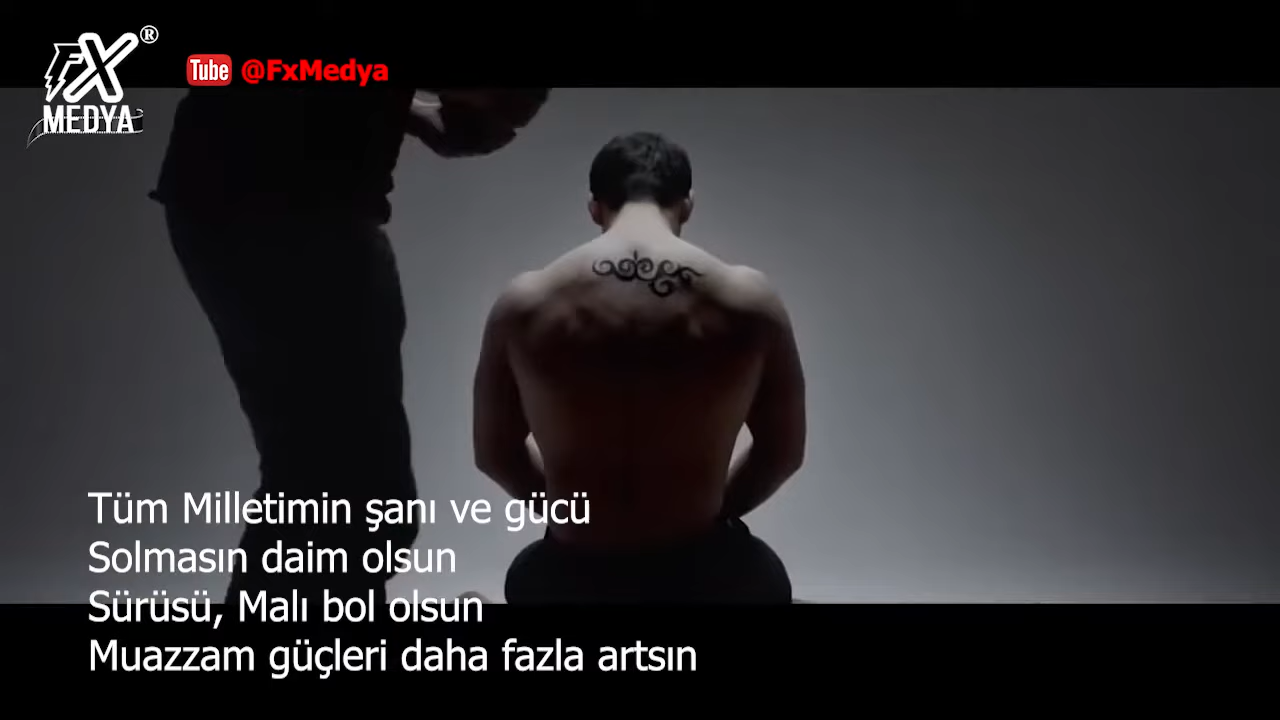 FX®
MEDYA
Tube @FxMedya
Tüm Milletimin şanı ve gücü
Solmasın daim olsun
Sürüsü, Malı bol olsun
Muazzam güçleri daha fazla artsın